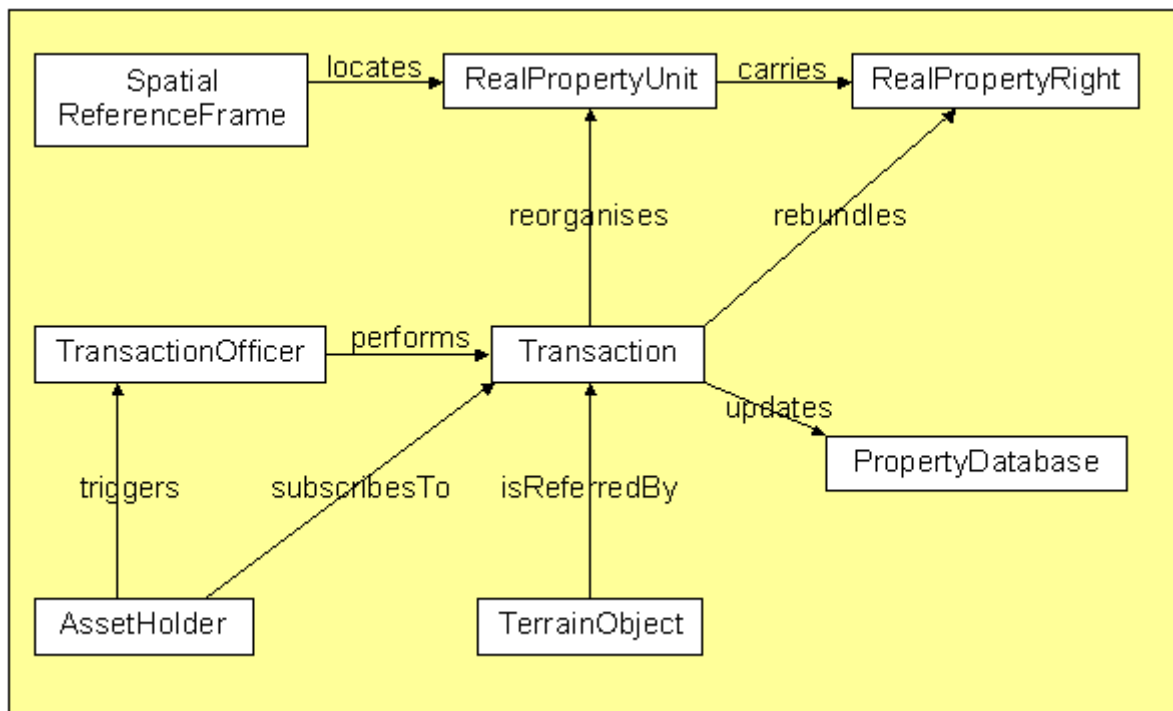 Spatial
ReferenceFrame
locates
RealPropertyUnit
carries
RealPropertyRight
reorganises
rebundles
TransactionOfficer
performs
Transaction
updates
PropertyDatabase
triggers
subscribesTo
isReferredBy
AssetHolder
TerrainObject